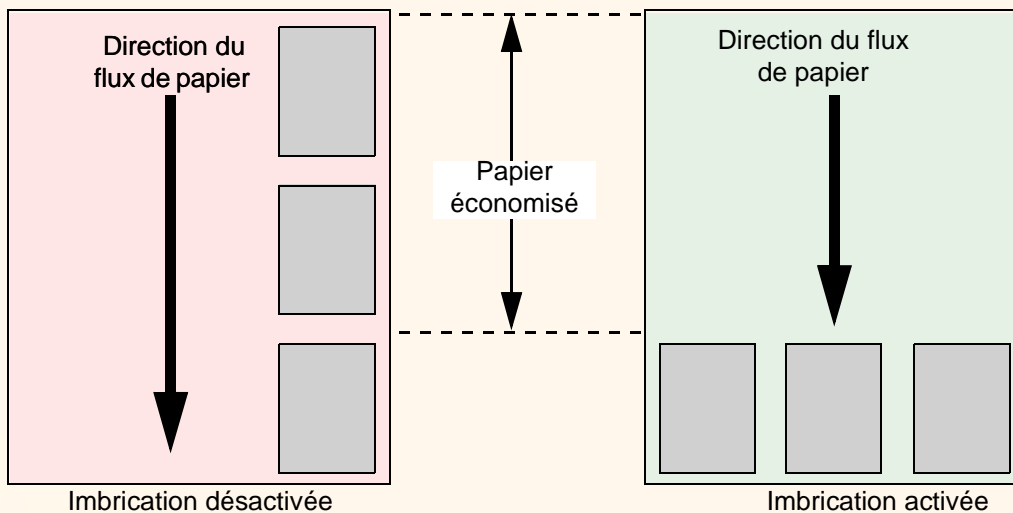 Direction du
flux de papier
Papier
économisé
Direction du flux
de papier
Imbrication désactivée
Imbrication activée